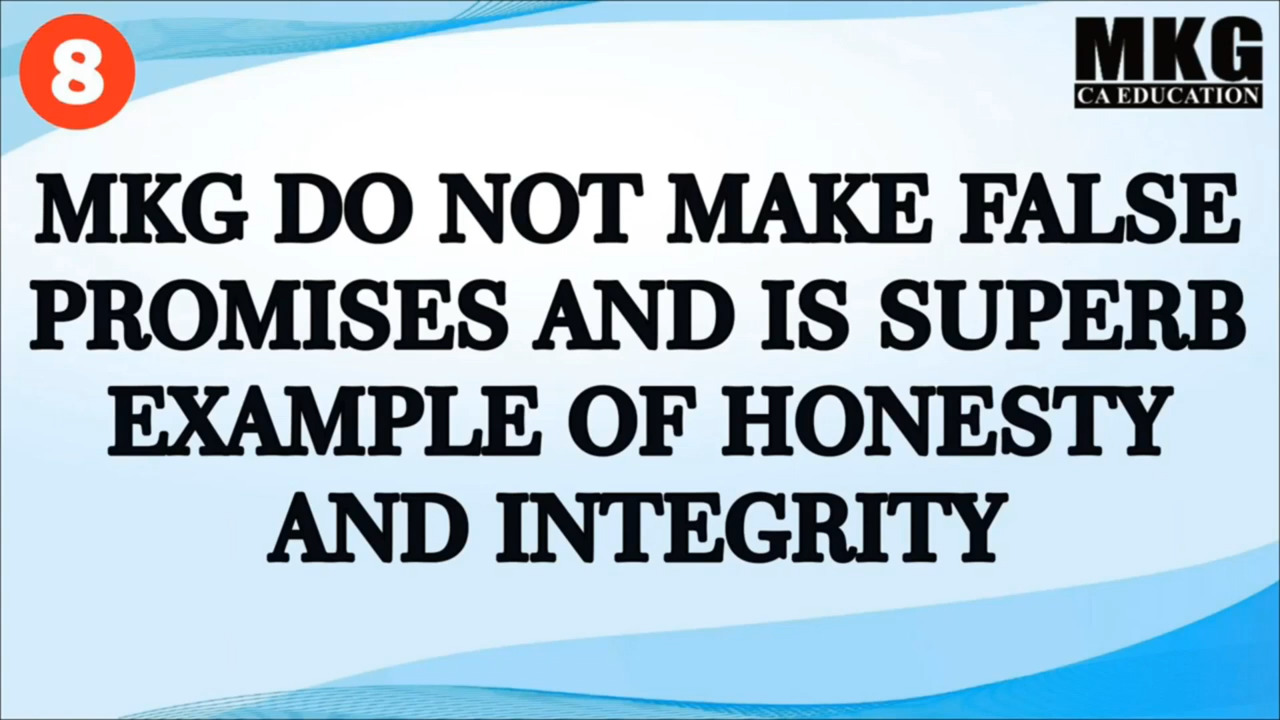 8
MKG
CA EDUCATION
MKG DO NOT MAKE FALSE
PROMISES AND IS SUPERB
EXAMPLE OF HONESTY
AND INTEGRITY